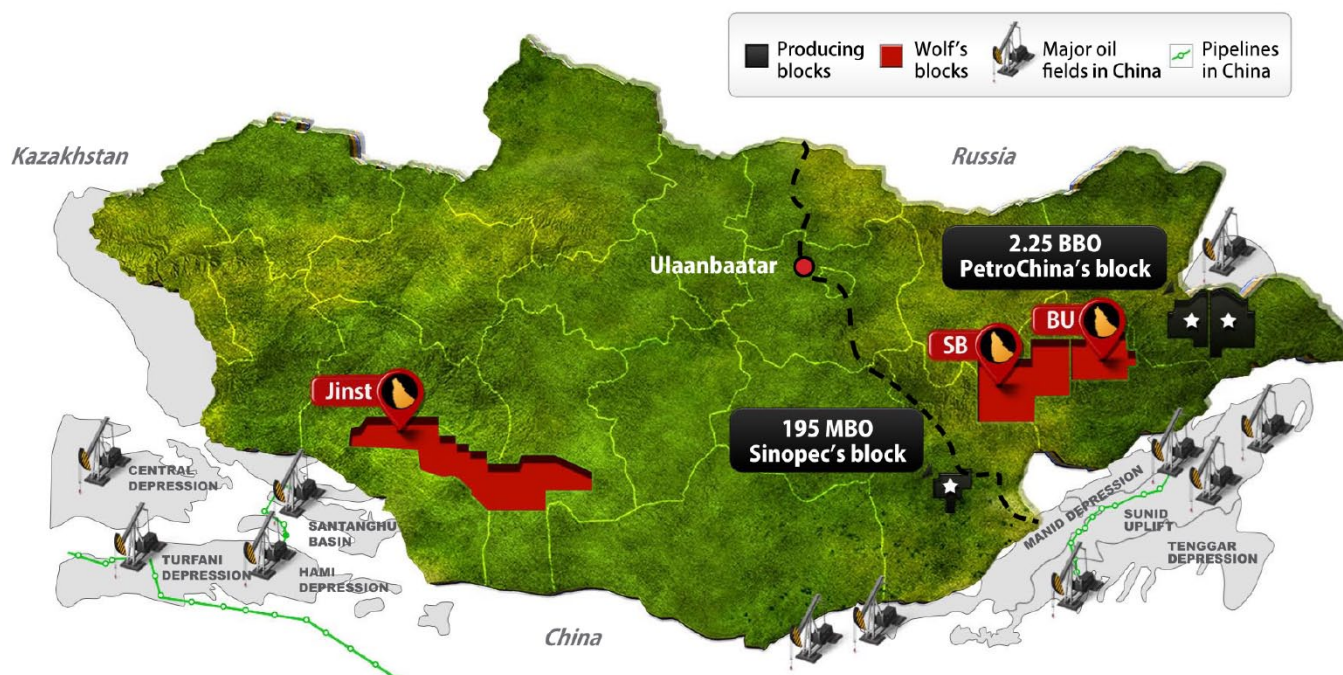 Producing
blocks
Wolf's
blocks
Major oil
fields in China
Pipelines
in China
Kazakhstan
Russia
2.25 BBO
PetroChina's block
Ulaanbaatar
BU
SB
Jinst
195 MBO
Sinopec's block
CENTRAL
DEPRESSION
SANTANGHU
BASIN
TURFANI
DEPRESSION
HAMI
DEPRESSION
MANID DEPRESSION
SUNID
UPLIFT
TENGGAR
DEPRESSION
China